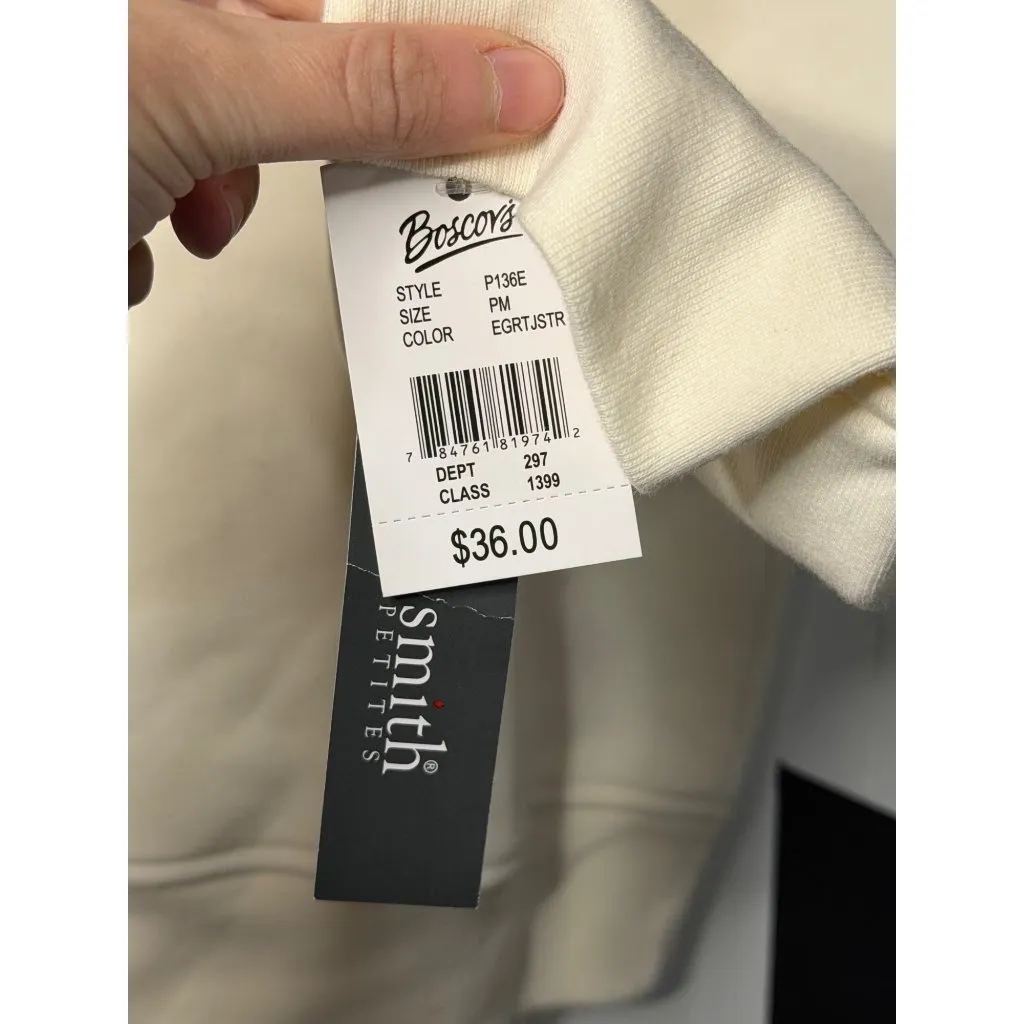 Boscov's
STYLE P136E
SIZE PM
COLOR EGRTJSTR
7 84761 81974 2
DEPT 297
CLASS 1399
$36.00
smith®
PETITES